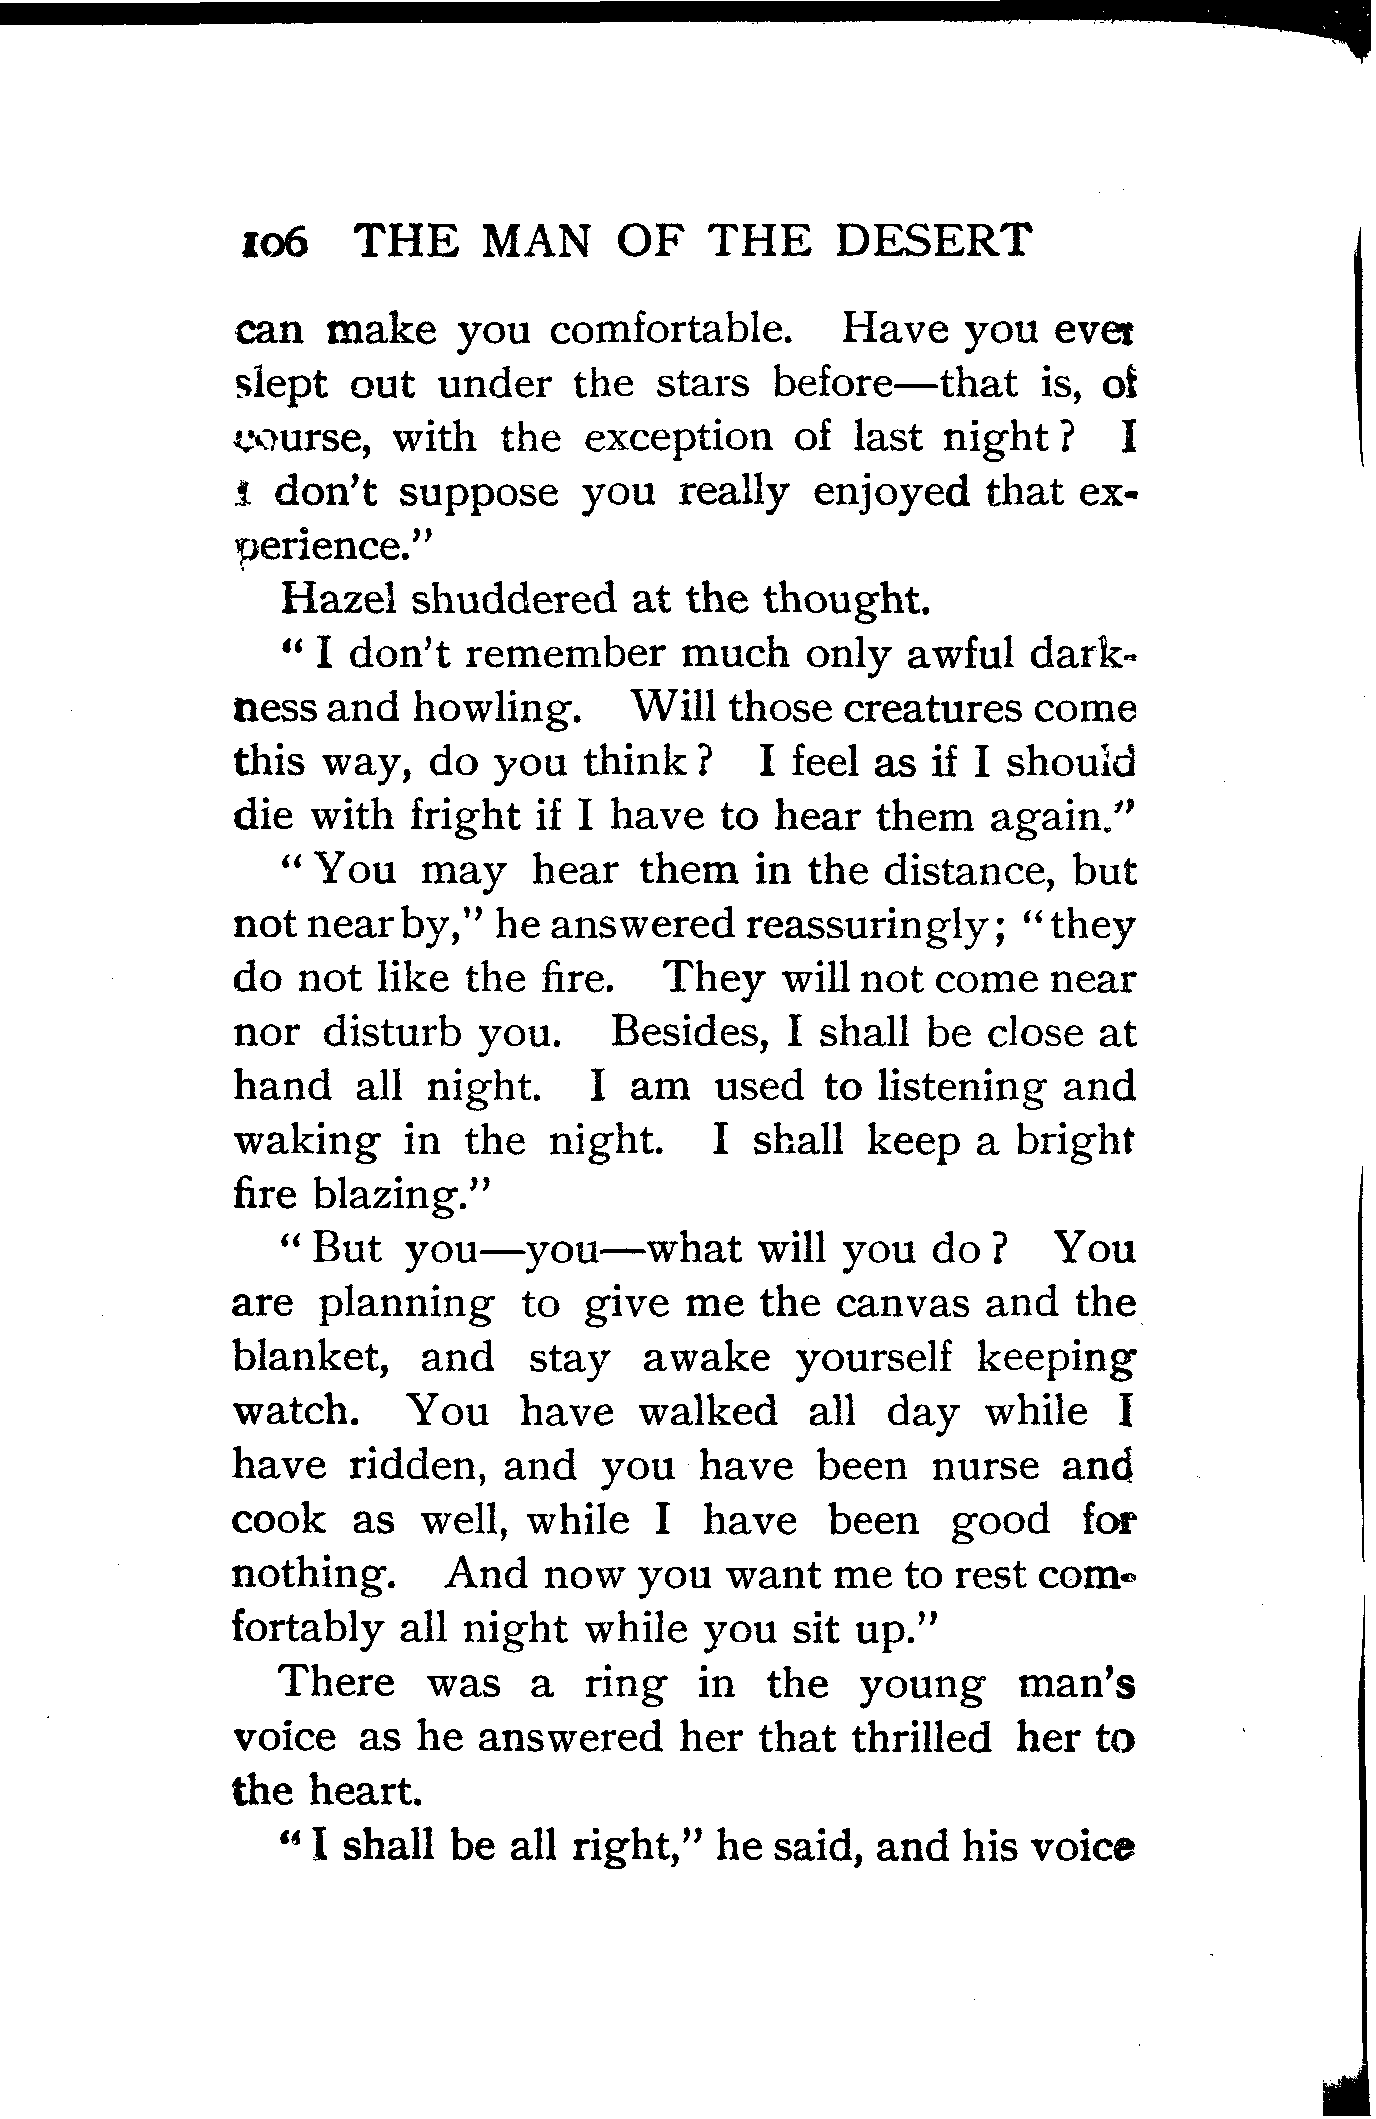 106 THE MAN OF THE DESERT
can make you comfortable. Have you ever
slept out under the stars before—that is, of
course, with the exception of last night? I
I don't suppose you really enjoyed that ex-
perience."
Hazel shuddered at the thought.
"I don't remember much only awful dark-
ness and howling. Will those creatures come
this way, do you think? I feel as if I should
die with fright if I have to hear them again."
"You may hear them in the distance, but
not near by," he answered reassuringly; "they
do not like the fire. They will not come near
nor disturb you. Besides, I shall be close at
hand all night. I am used to listening and
waking in the night. I shall keep a bright
fire blazing."
"But you—you—what will you do? You
are planning to give me the canvas and the
blanket, and stay awake yourself keeping
watch. You have walked all day while I
have ridden, and you have been nurse and
cook as well, while I have been good for
nothing. And now you want me to rest com-
fortably all night while you sit up."
There was a ring in the young man's
voice as he answered her that thrilled her to
the heart.
"I shall be all right," he said, and his voice